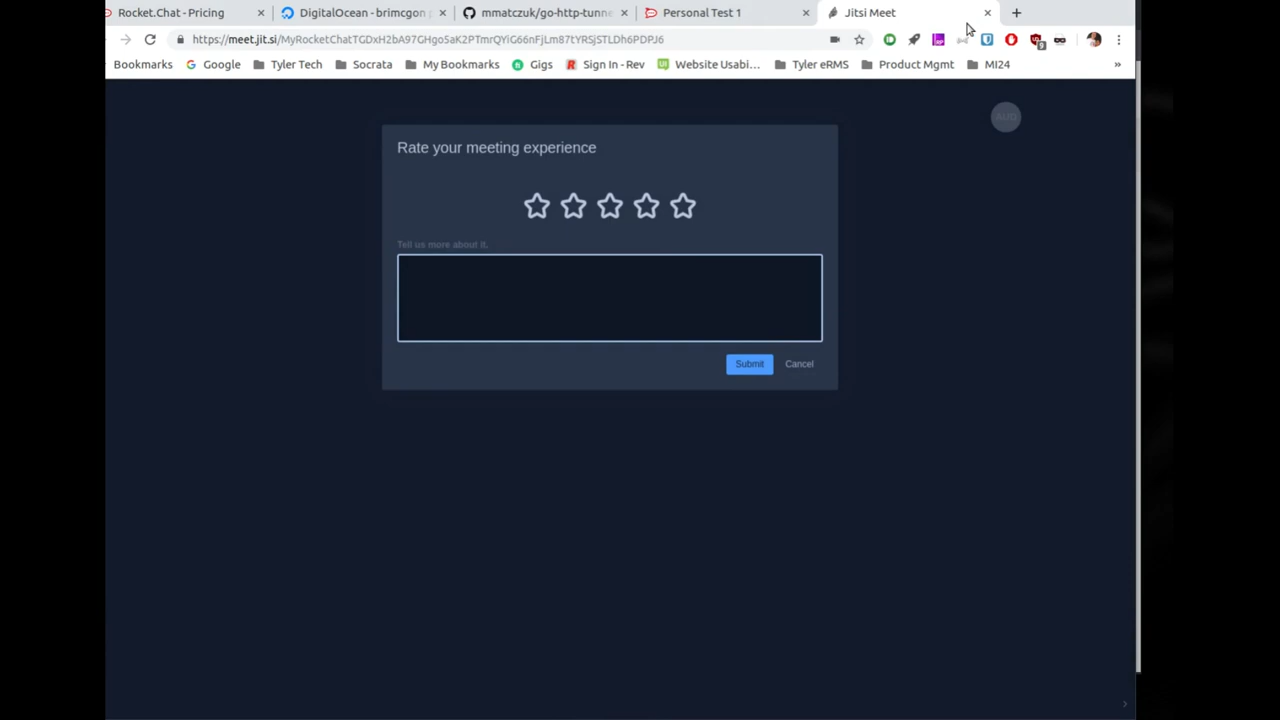 Rocket.Chat - Pricing
DigitalOcean - brimcgon
mmatczuk/go-http-tunne
Personal Test 1
Jitsi Meet
https://meet.jit.si/MyRocketChatTGDxH2bA97GHgo5aK2PTmrQYiG66nFjLm87tYRSjSTLDh6PDPJ6
9
Bookmarks
Google
Tyler Tech
Socrata
My Bookmarks
Gigs
Sign In - Rev
Website Usabi...
Tyler eRMS
Product Mgmt
MI24
»
AUD
Rate your meeting experience
Tell us more about it.
Submit
Cancel